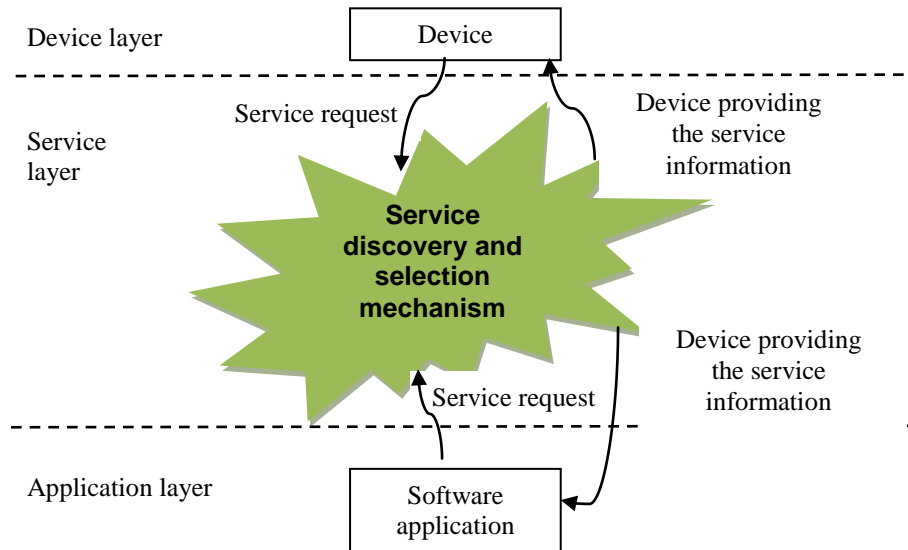 Device layer
Device
Service request
Device providing
the service
information
Service
layer
Service
discovery and
selection
mechanism
Device providing
the service
information
Service request
Application layer
Software
application